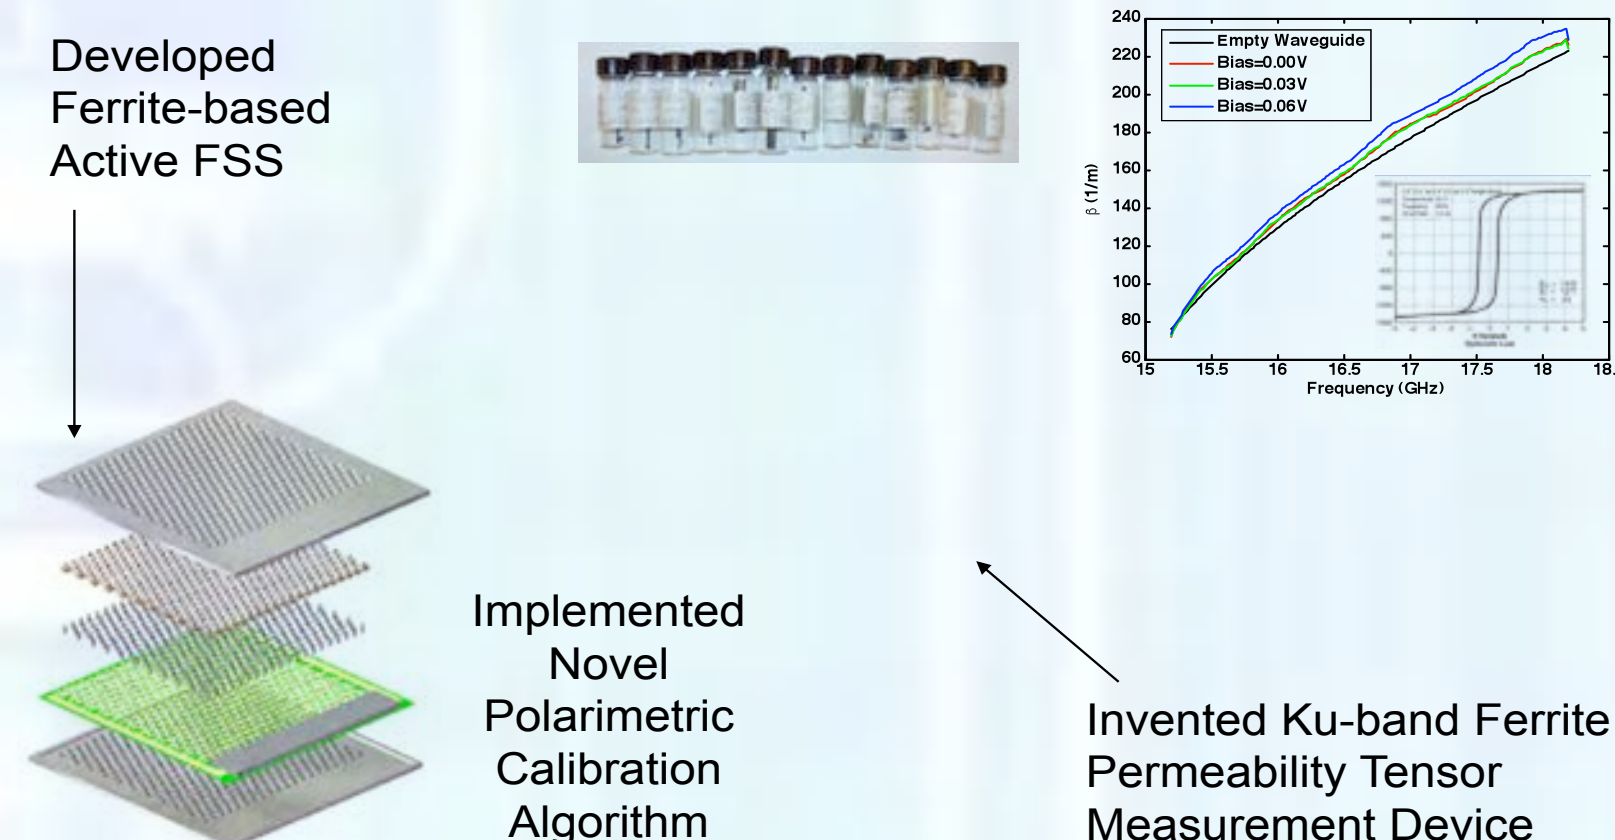 Developed
Ferrite-based
Active FSS
240
220
200
180
160
140
120
100
80
60
β (1/m)
Empty Waveguide
Bias=0.00V
Bias=0.03V
Bias=0.06V
15 15.5 16 16.5 17 17.5 18 18.
Frequency (GHz)
Implemented
Novel
Polarimetric
Calibration
Algorithm
Invented Ku-band Ferrite
Permeability Tensor
Measurement Device